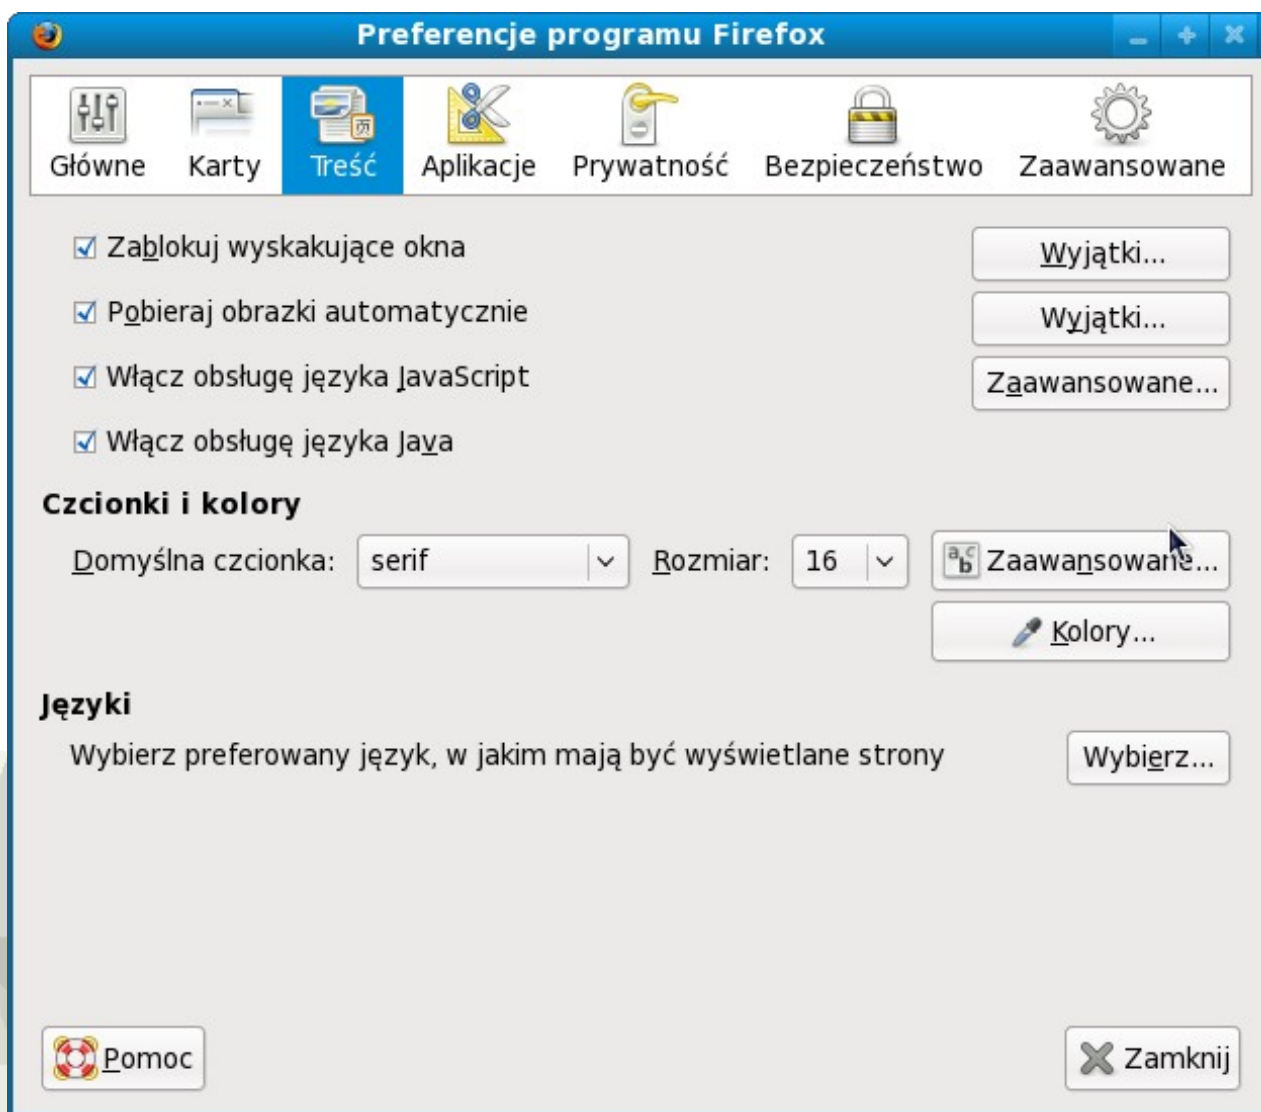 Preferencje programu Firefox
Główne Karty Treść Aplikacje Prywatność Bezpieczeństwo Zaawansowane
Zablokuj wyskakujące okna Wyjątki...
Pobieraj obrazki automatycznie Wyjątki...
Włącz obsługę języka JavaScript Zaawansowane...
Włącz obsługę języka Java
Czcionki i kolory
Domyślna czcionka: serif Rozmiar: 16 Zaawansowane...
Kolory...
Języki
Wybierz preferowany język, w jakim mają być wyświetlane strony Wybierz...
Pomoc Zamknij